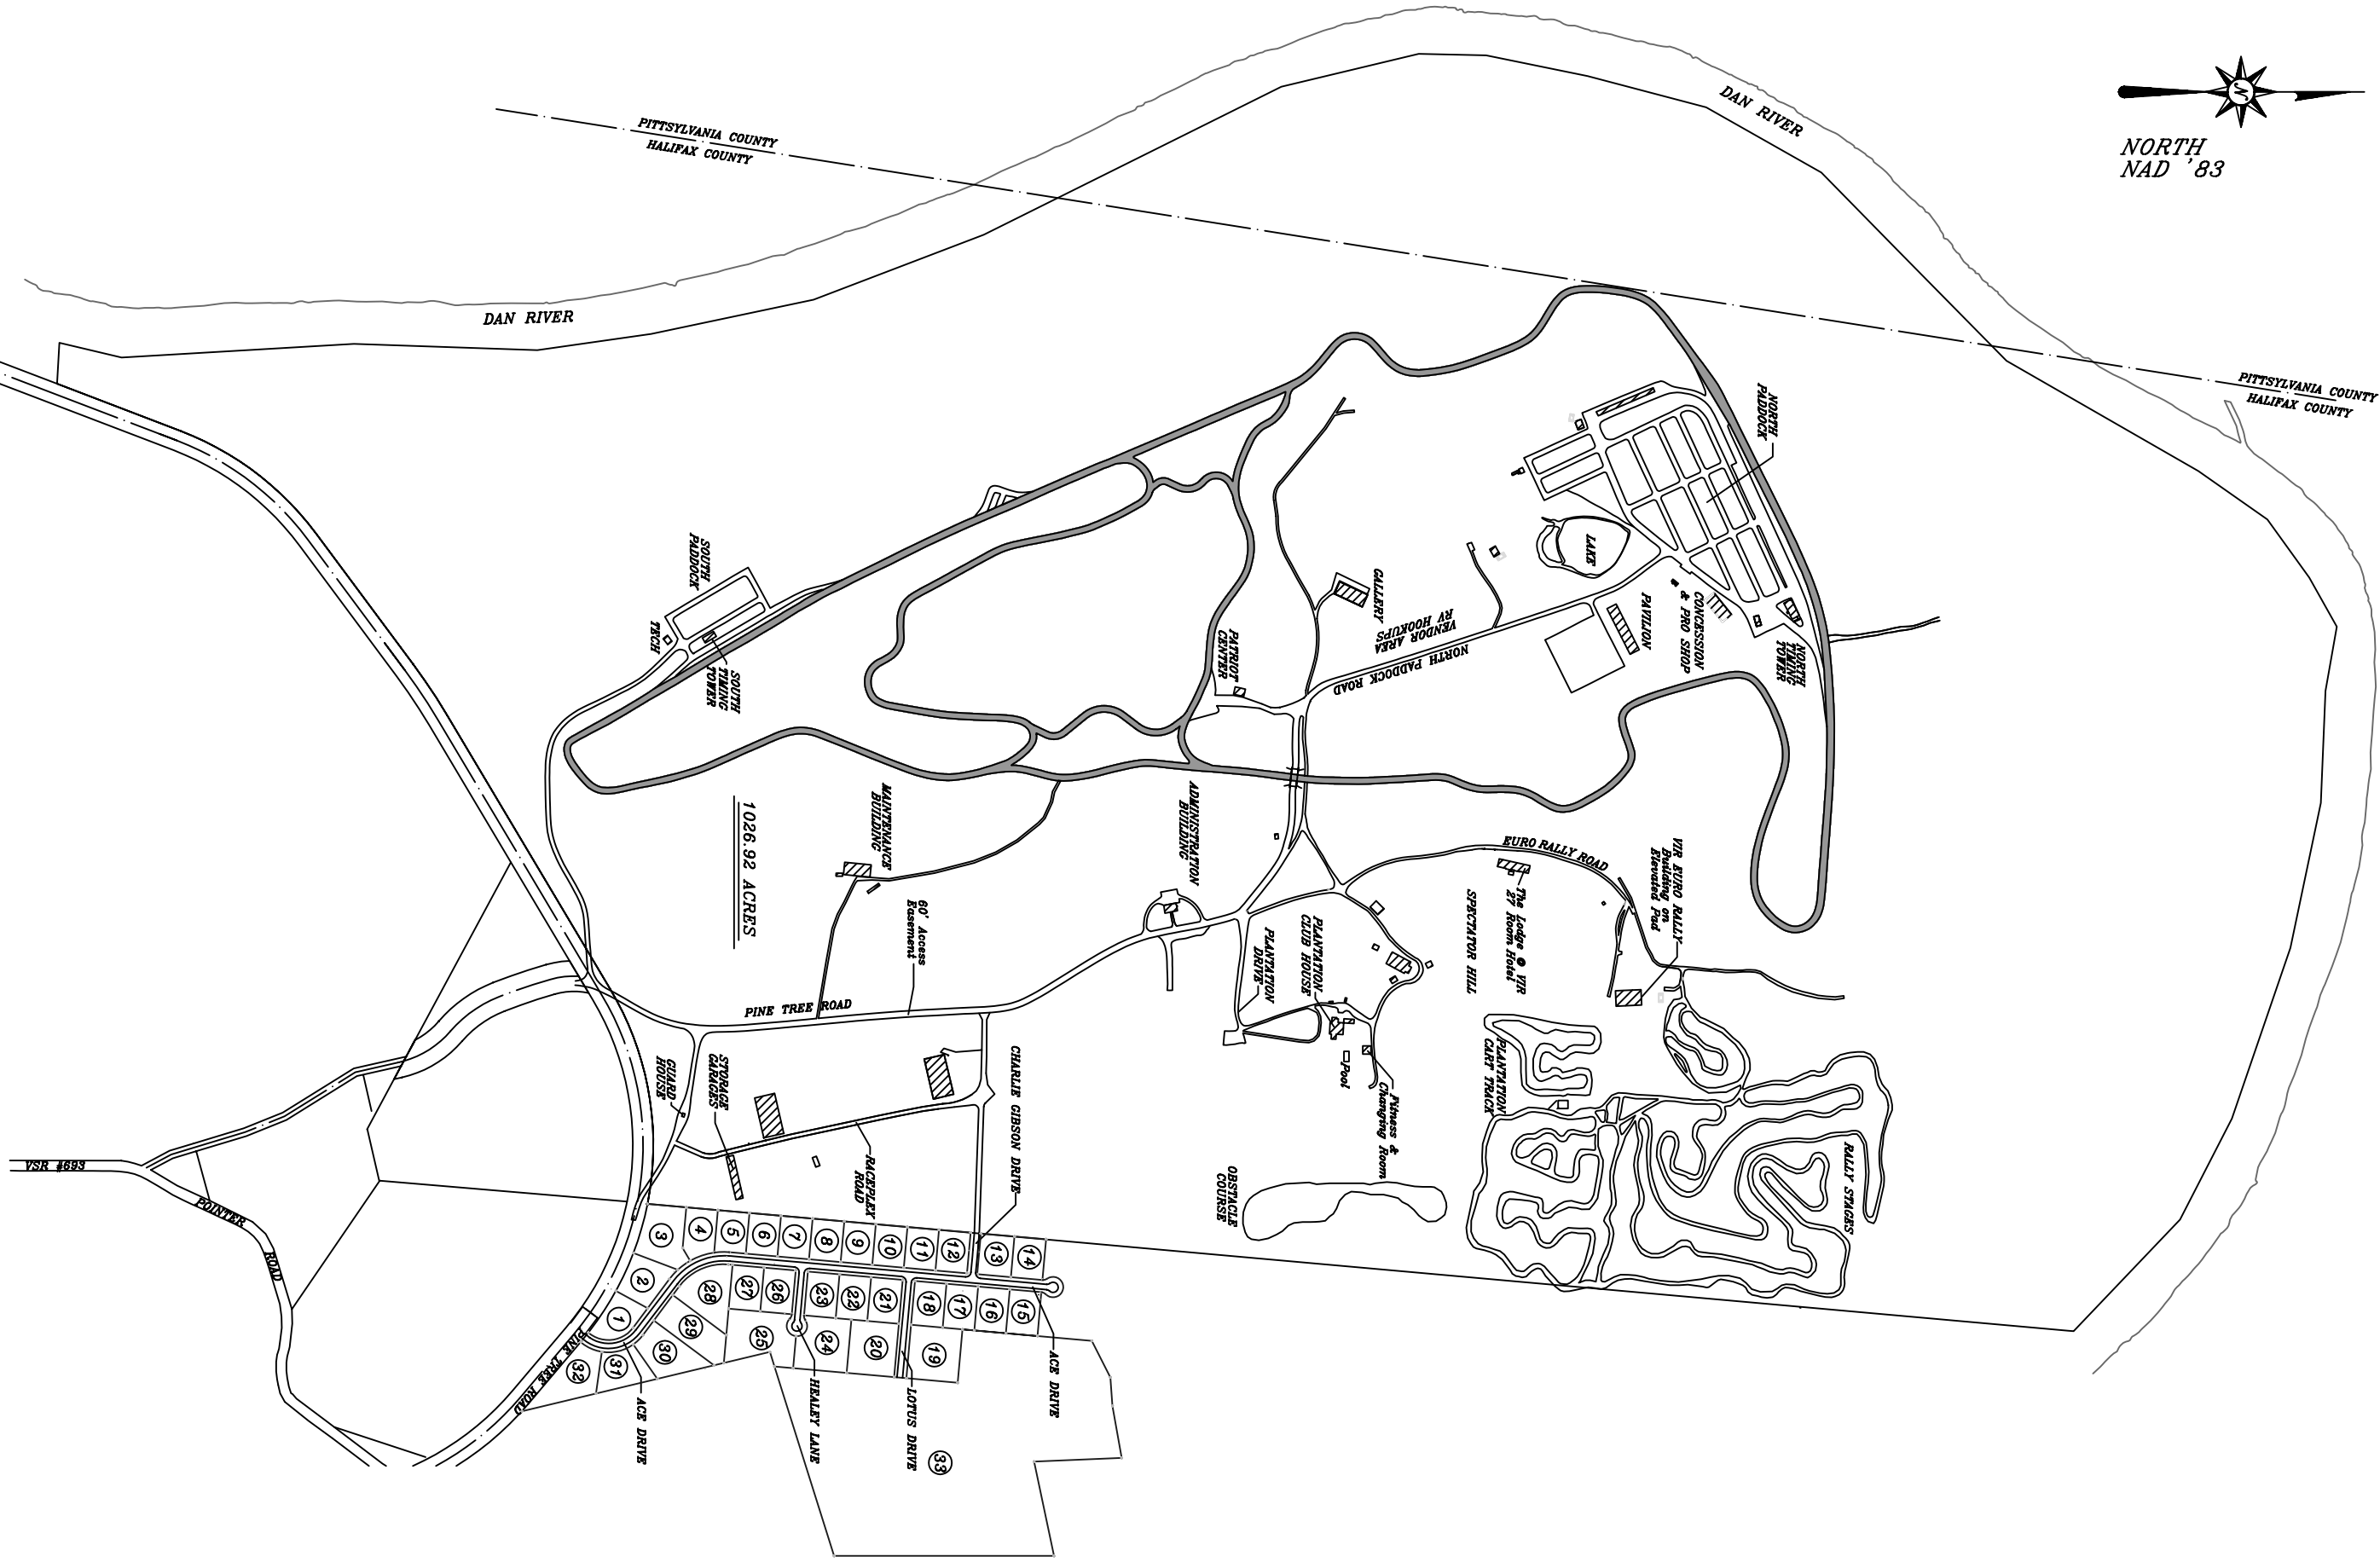 N
NORTH
NAD '83
DAN RIVER
PITTSYLVANIA COUNTY
HALIFAX COUNTY
PITTSYLVANIA COUNTY
HALIFAX COUNTY
DAN RIVER
NORTH
PADDOCK
LAKE
GALLERY
VENDOR AREA
RV HOOKUPS
NORTH PADDOCK ROAD
PAVILION
CONCESSION
& PRO SHOP
NORTH
TIMING
TOWER
PATRIOT
CENTER
SOUTH
PADDOCK
TECH
SOUTH
TIMING
TOWER
MAINTENANCE
BUILDING
1026.92 ACRES
ADMINISTRATION
BUILDING
60' Access
Easement
EURO RALLY ROAD
VIR EURO RALLY
Building on
Elevated Pad
The Lodge @ VIR
27 Room Hotel
SPECTATOR HILL
PLANTATION
CLUB HOUSE
PLANTATION
DRIVE
PINE TREE ROAD
Pool
Fitness &
Changing Room
PLANTATION
CART TRACK
RALLY STAGES
OBSTACLE
COURSE
CHARLIE GIBSON DRIVE
STORAGE
GARAGES
GUARD
HOUSE
RACEPLEX
ROAD
VSR #693
POINTER
ROAD
3
4
5
6
7
8
9
10
11
12
13
14
2
1
28
27
26
23
22
21
18
17
16
15
29
30
31
32
25
24
20
19
33
PINE TREE ROAD
ACE DRIVE
HEALEY LANE
LOTUS DRIVE
ACE DRIVE